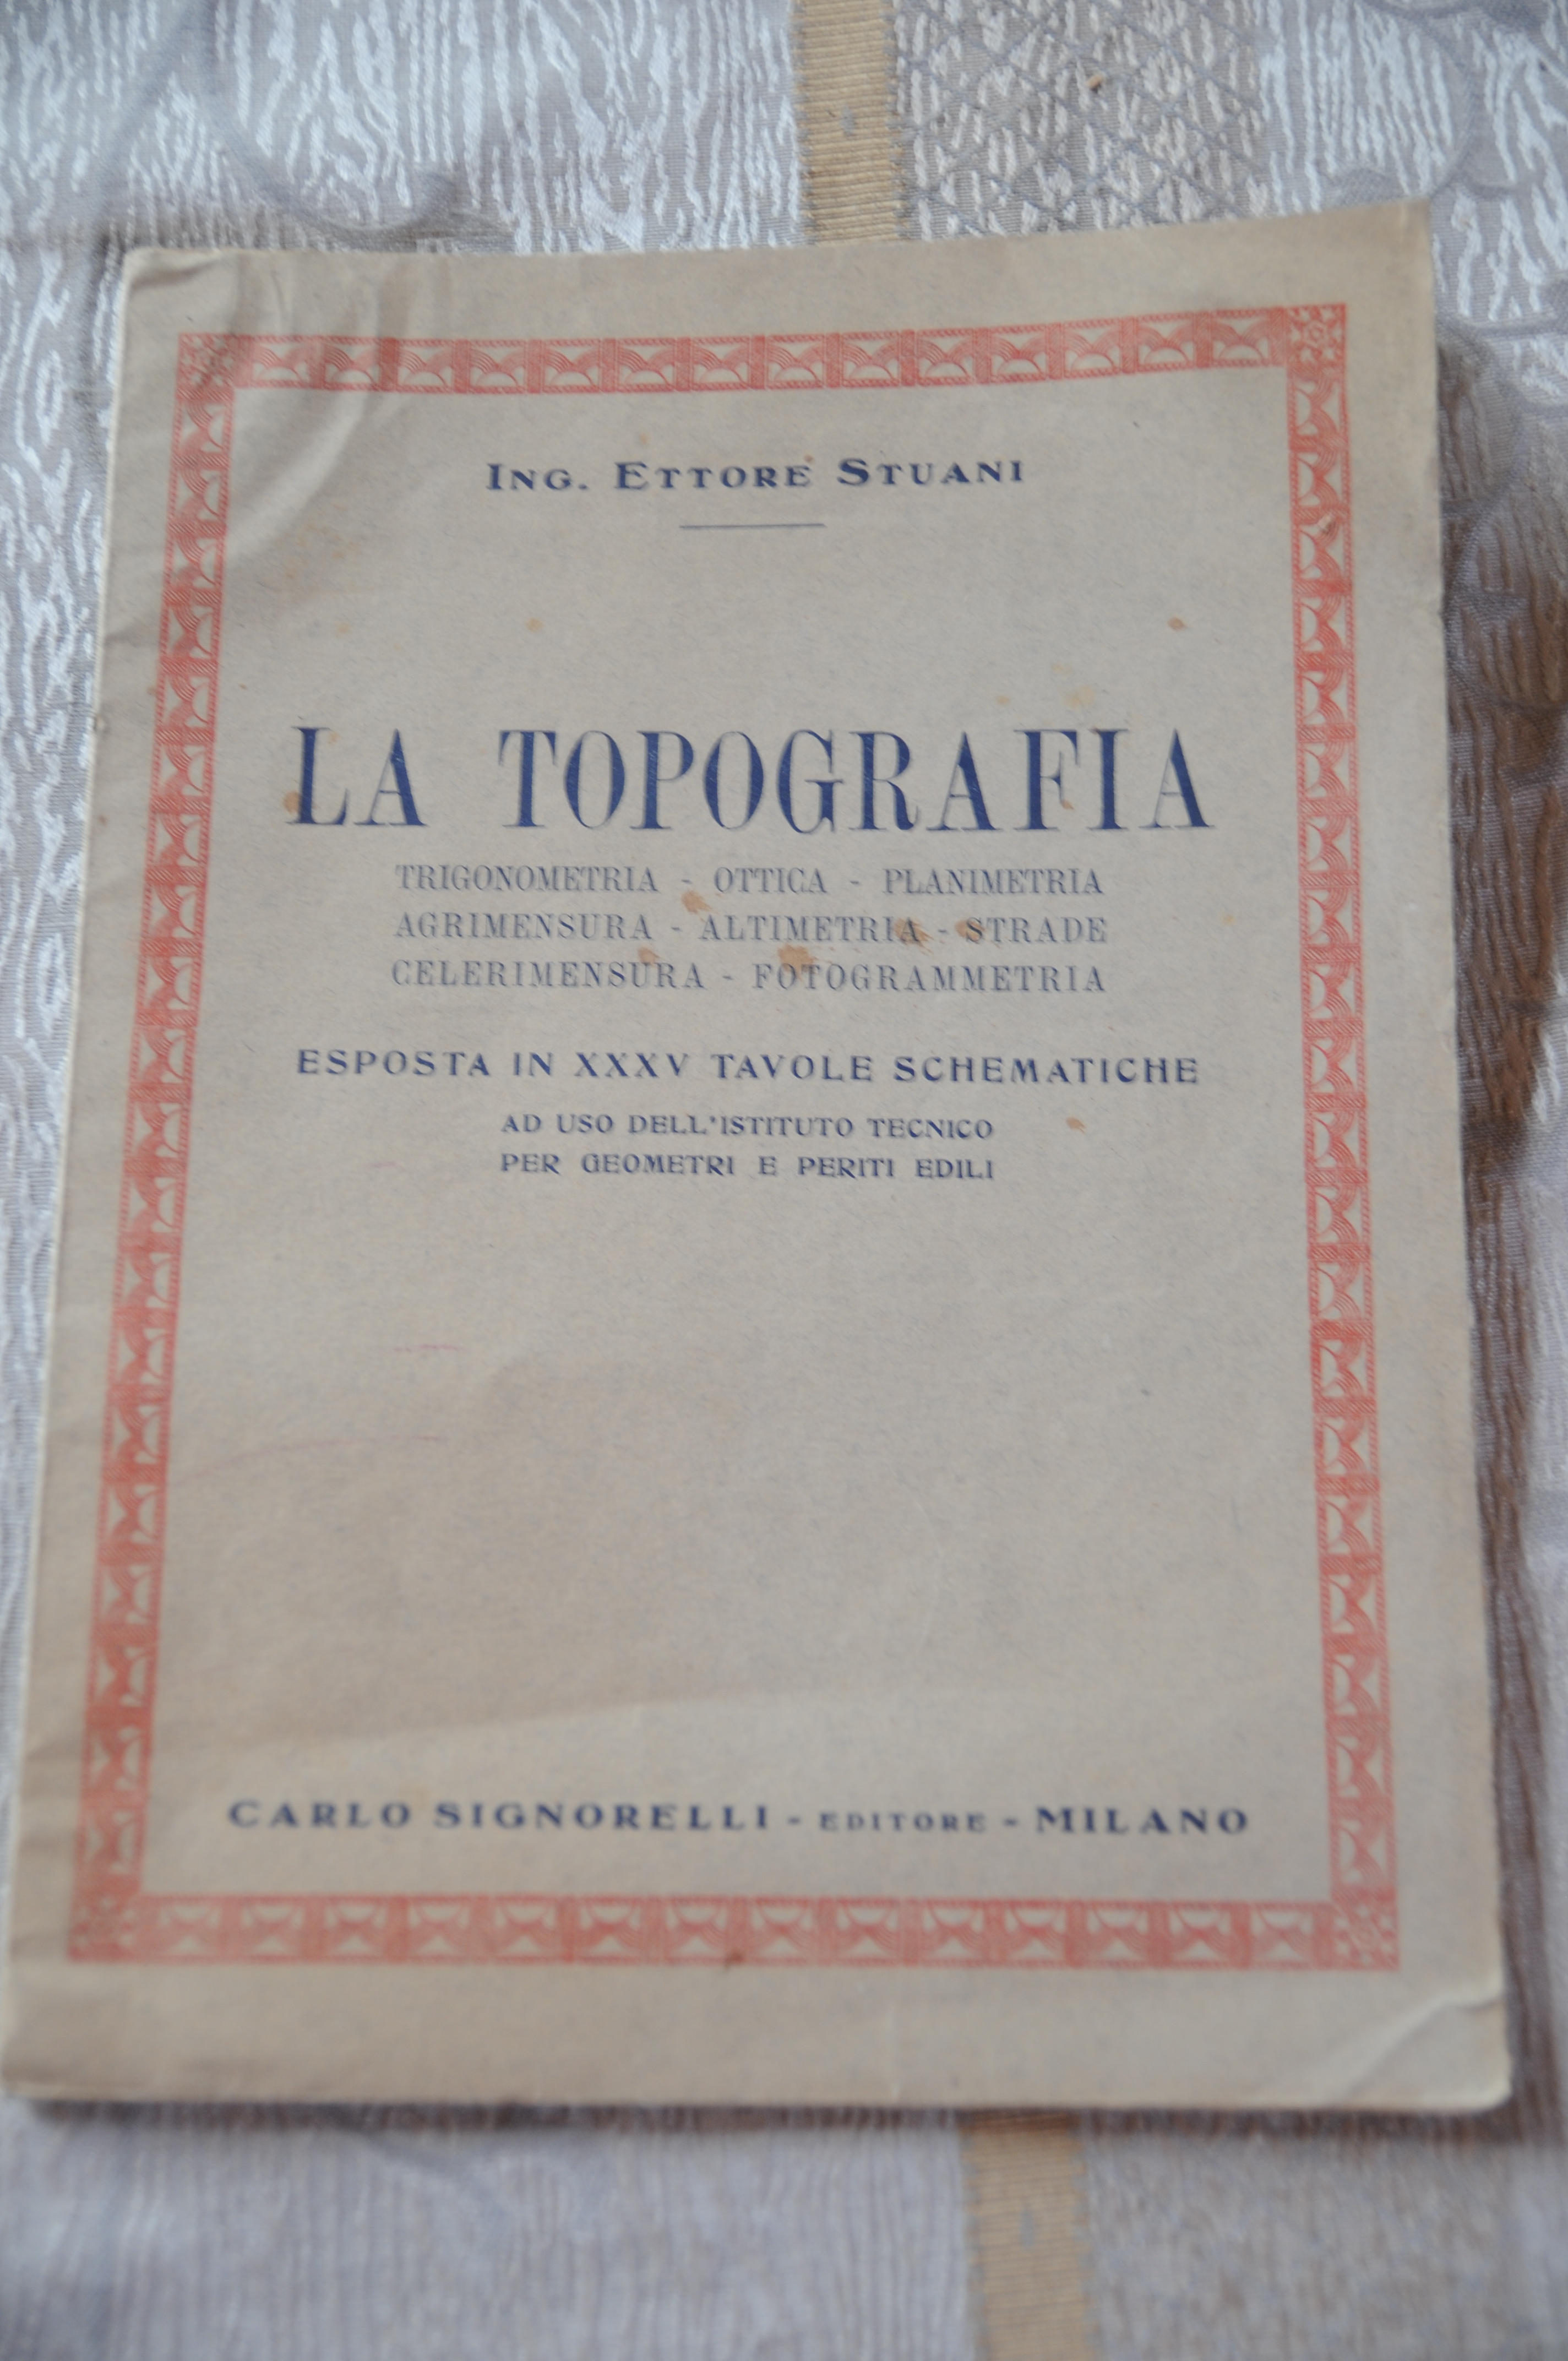 ING. ETTORE STUANI
LA TOPOGRAFIA
TRIGONOMETRIA - OTTICA - PLANIMETRIA
AGRIMENSURA - ALTIMETRIA - STRADE
CELERIMENSURA - FOTOGRAMMETRIA
ESPOSTA IN XXXV TAVOLE SCHEMATICHE
AD USO DELL'ISTITUTO TECNICO
PER GEOMETRI E PERITI EDILI
CARLO SIGNORELLI - EDITORE - MILANO